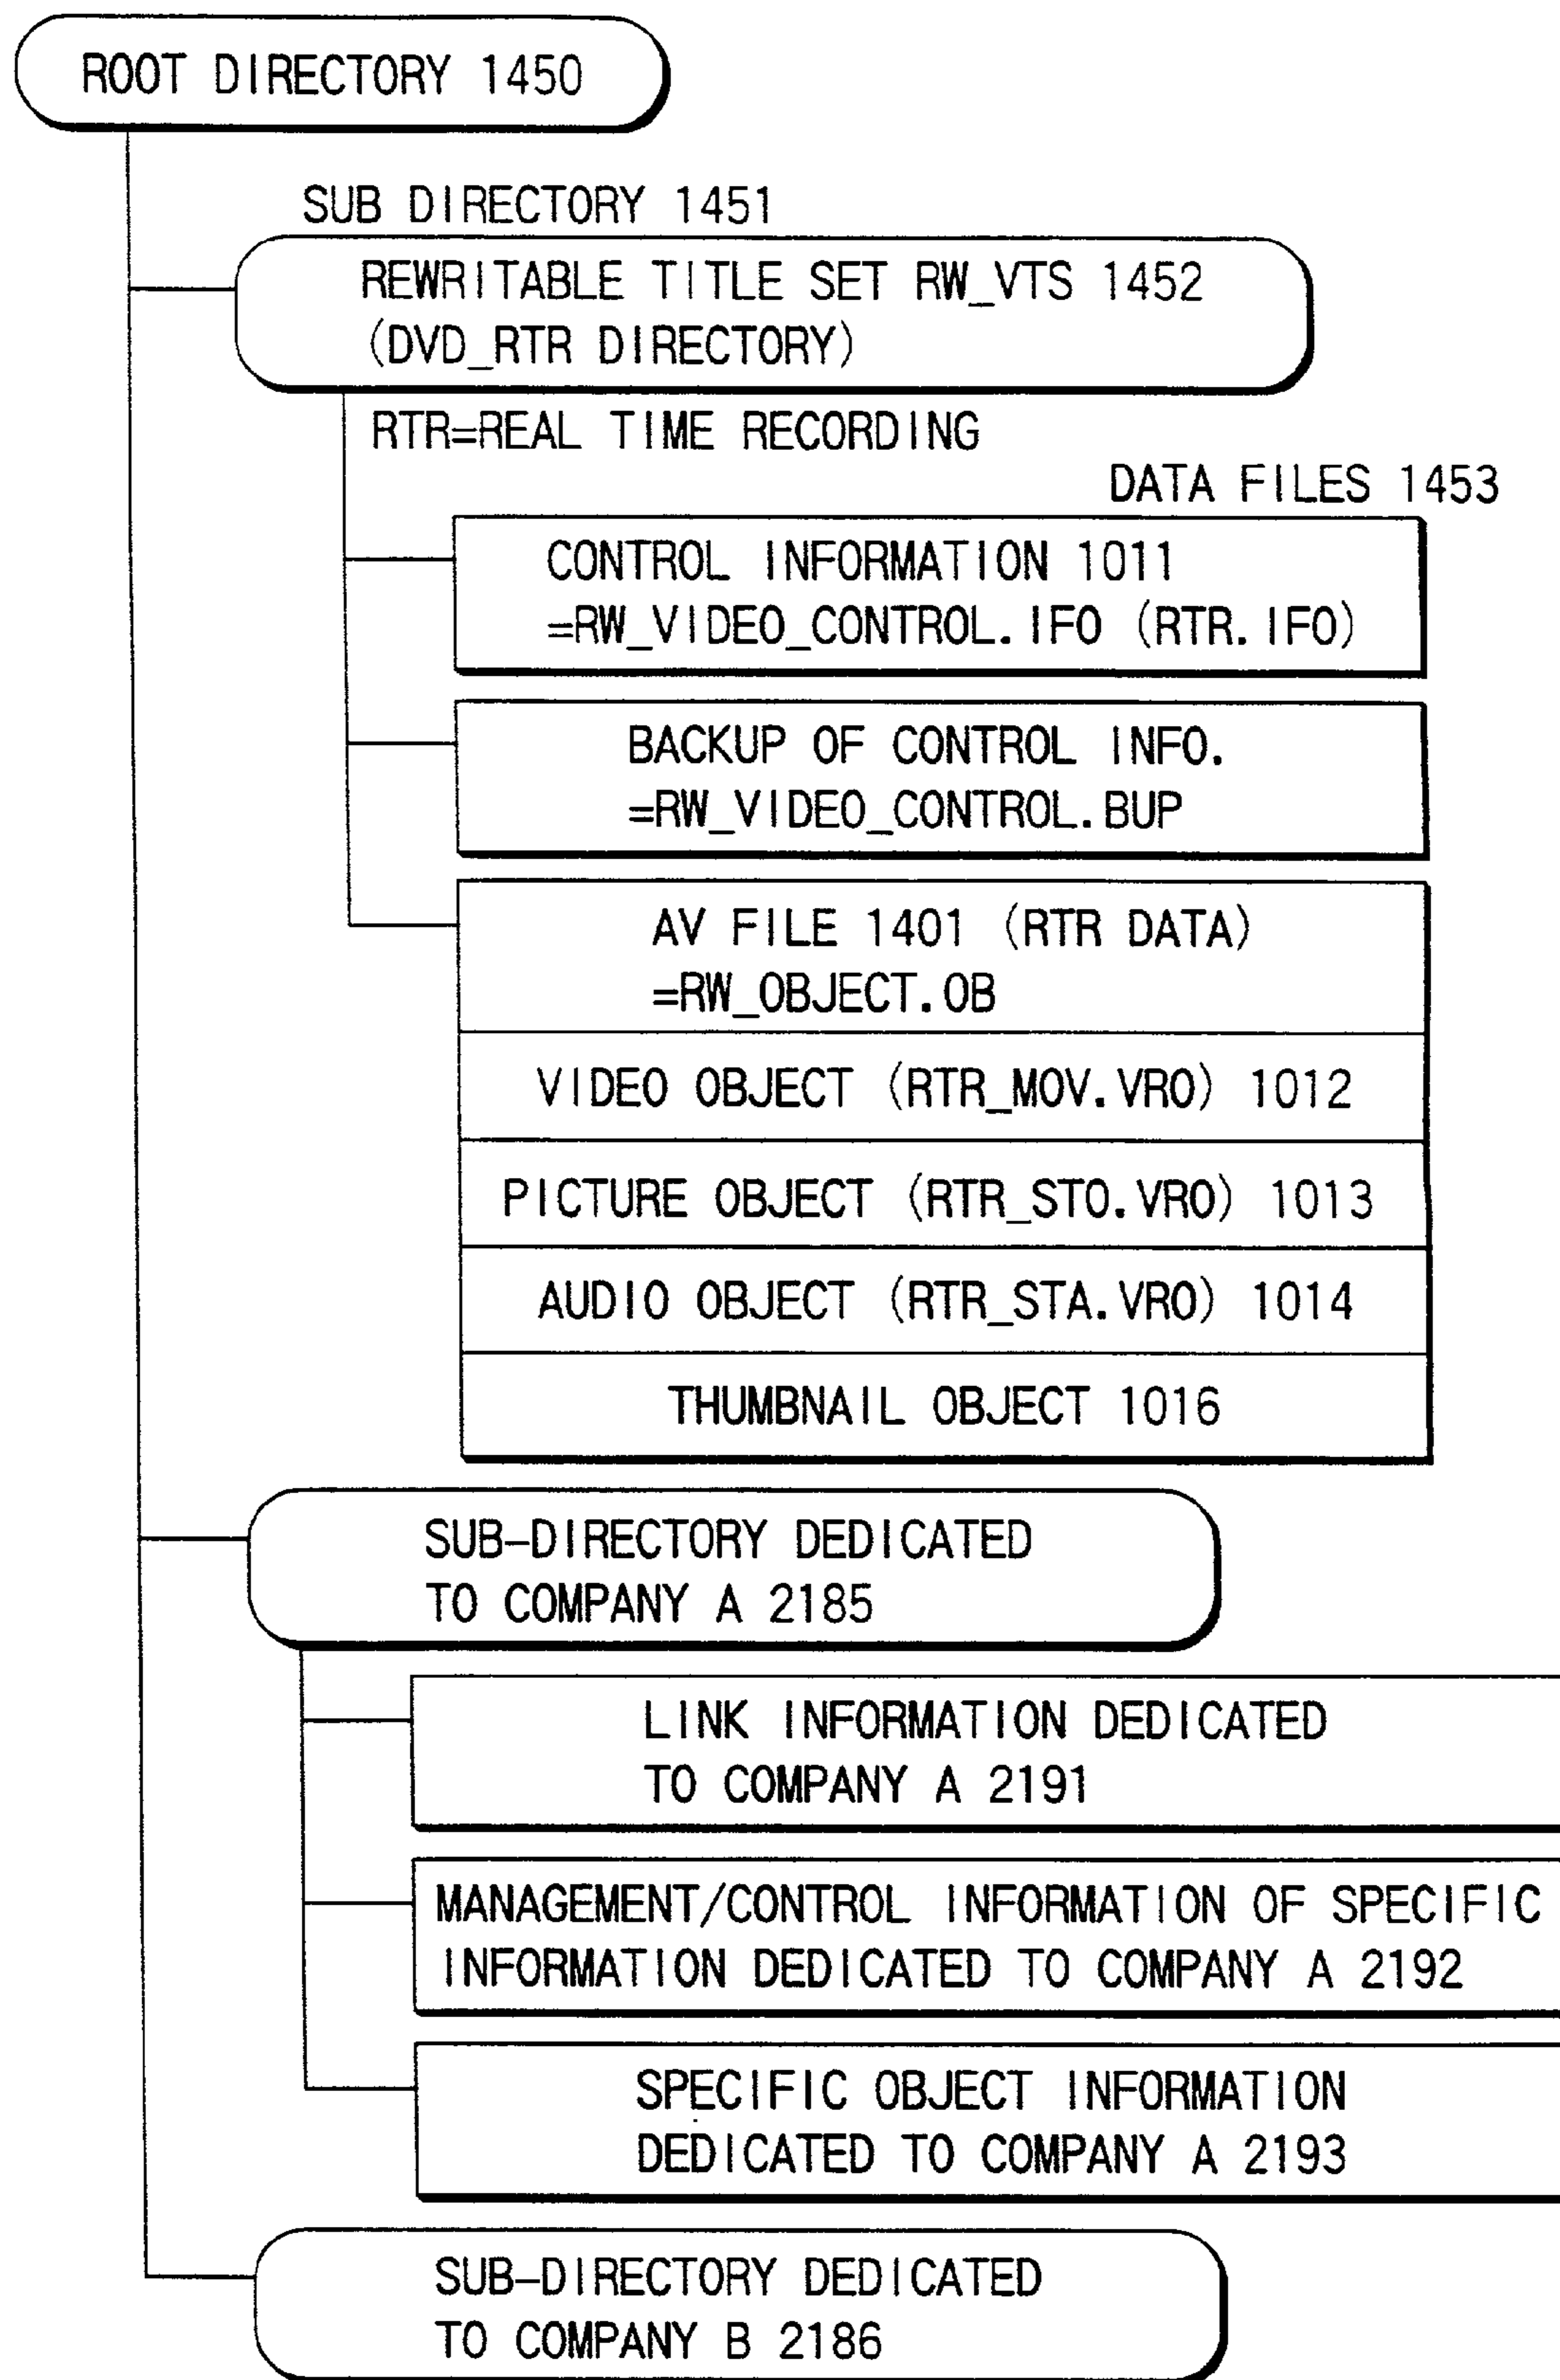 ROOT DIRECTORY 1450
SUB DIRECTORY 1451
REWRITABLE TITLE SET RW_VTS 1452
(DVD_RTR DIRECTORY)
RTR=REAL TIME RECORDING
DATA FILES 1453
CONTROL INFORMATION 1011
=RW_VIDEO_CONTROL.IFO (RTR.IFO)
BACKUP OF CONTROL INFO.
=RW_VIDEO_CONTROL.BUP
AV FILE 1401 (RTR DATA)
=RW_OBJECT.OB
VIDEO OBJECT (RTR_MOV.VRO) 1012
PICTURE OBJECT (RTR_STO.VRO) 1013
AUDIO OBJECT (RTR_STA.VRO) 1014
THUMBNAIL OBJECT 1016
SUB-DIRECTORY DEDICATED
TO COMPANY A 2185
LINK INFORMATION DEDICATED
TO COMPANY A 2191
MANAGEMENT/CONTROL INFORMATION OF SPECIFIC
INFORMATION DEDICATED TO COMPANY A 2192
SPECIFIC OBJECT INFORMATION
DEDICATED TO COMPANY A 2193
SUB-DIRECTORY DEDICATED
TO COMPANY B 2186